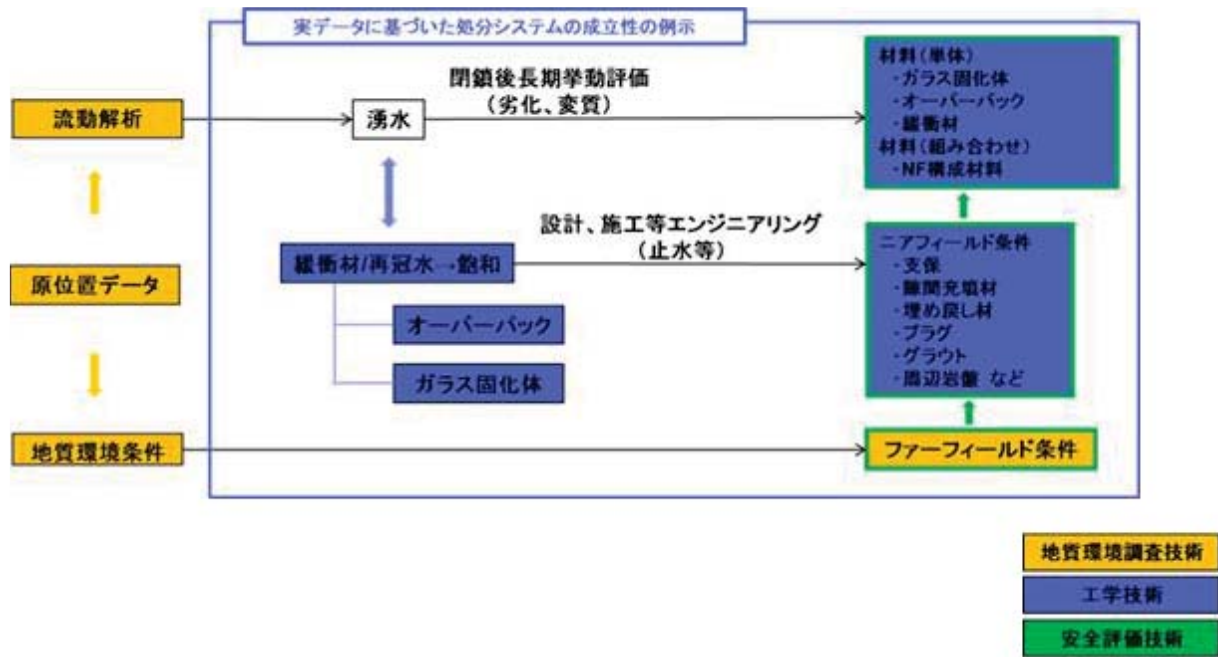 実データに基づいた処分システムの成立性の例示
流動解析
原位置データ
地質環境条件
湧水
閉鎖後長期挙動評価
(劣化、変質)
緩衝材/再冠水→飽和
オーバーパック
ガラス固化体
設計、施工等エンジニアリング
(止水等)
材料(単体)
・ガラス固化体
・オーバーパック
・緩衝材
材料(組み合わせ)
・NF構成材料
ニアフィールド条件
・支保
・隙間充填材
・埋め戻し材
・プラグ
・グラウト
・周辺岩盤 など
ファーフィールド条件
地質環境調査技術
工学技術
安全評価技術